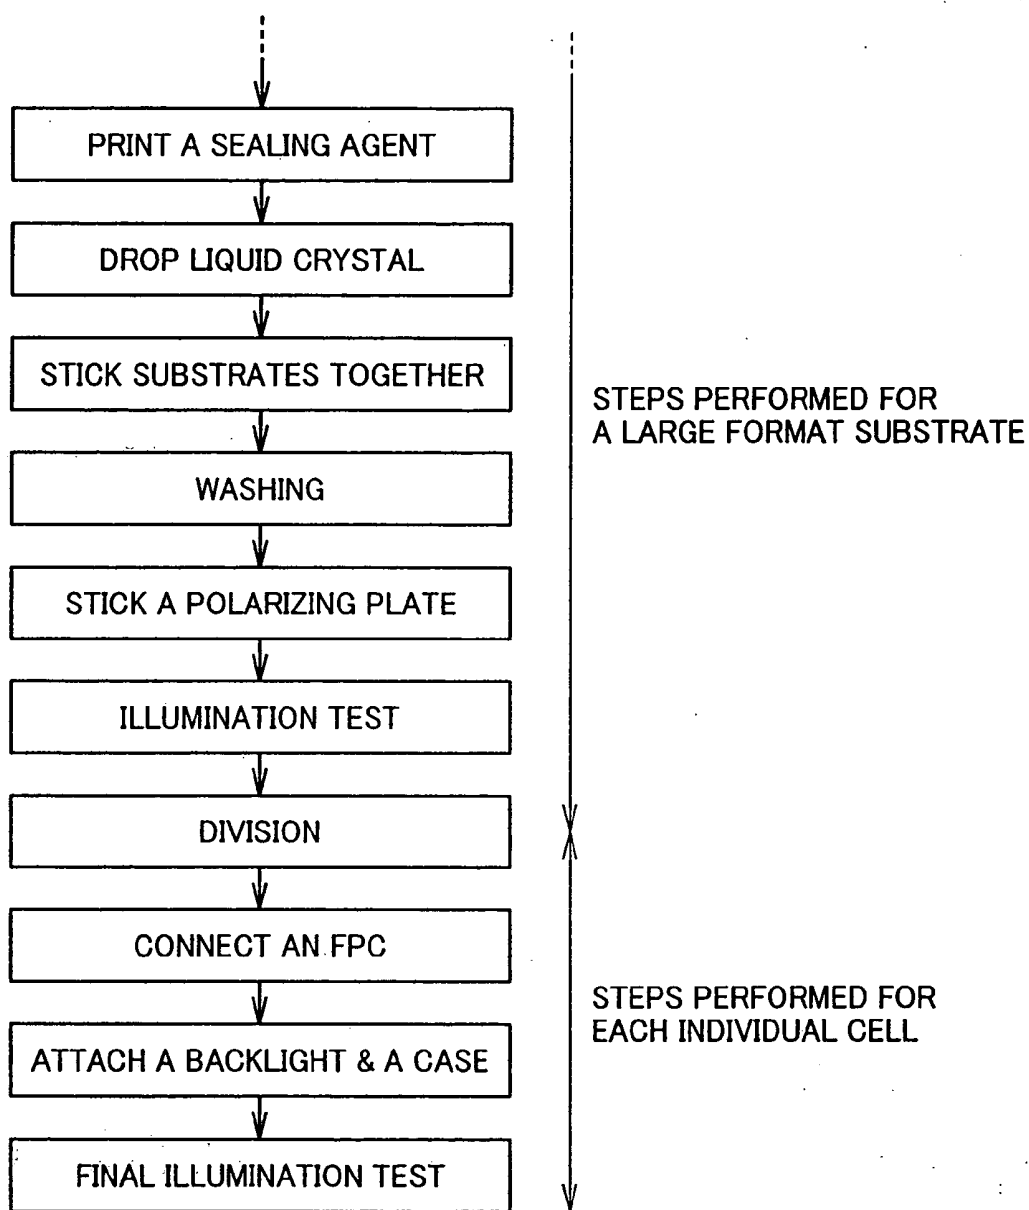 PRINT A SEALING AGENT
DROP LIQUID CRYSTAL
STICK SUBSTRATES TOGETHER
WASHING
STICK A POLARIZING PLATE
ILLUMINATION TEST
DIVISION
CONNECT AN FPC
ATTACH A BACKLIGHT & A CASE
FINAL ILLUMINATION TEST
STEPS PERFORMED FOR
A LARGE FORMAT SUBSTRATE
STEPS PERFORMED FOR
EACH INDIVIDUAL CELL